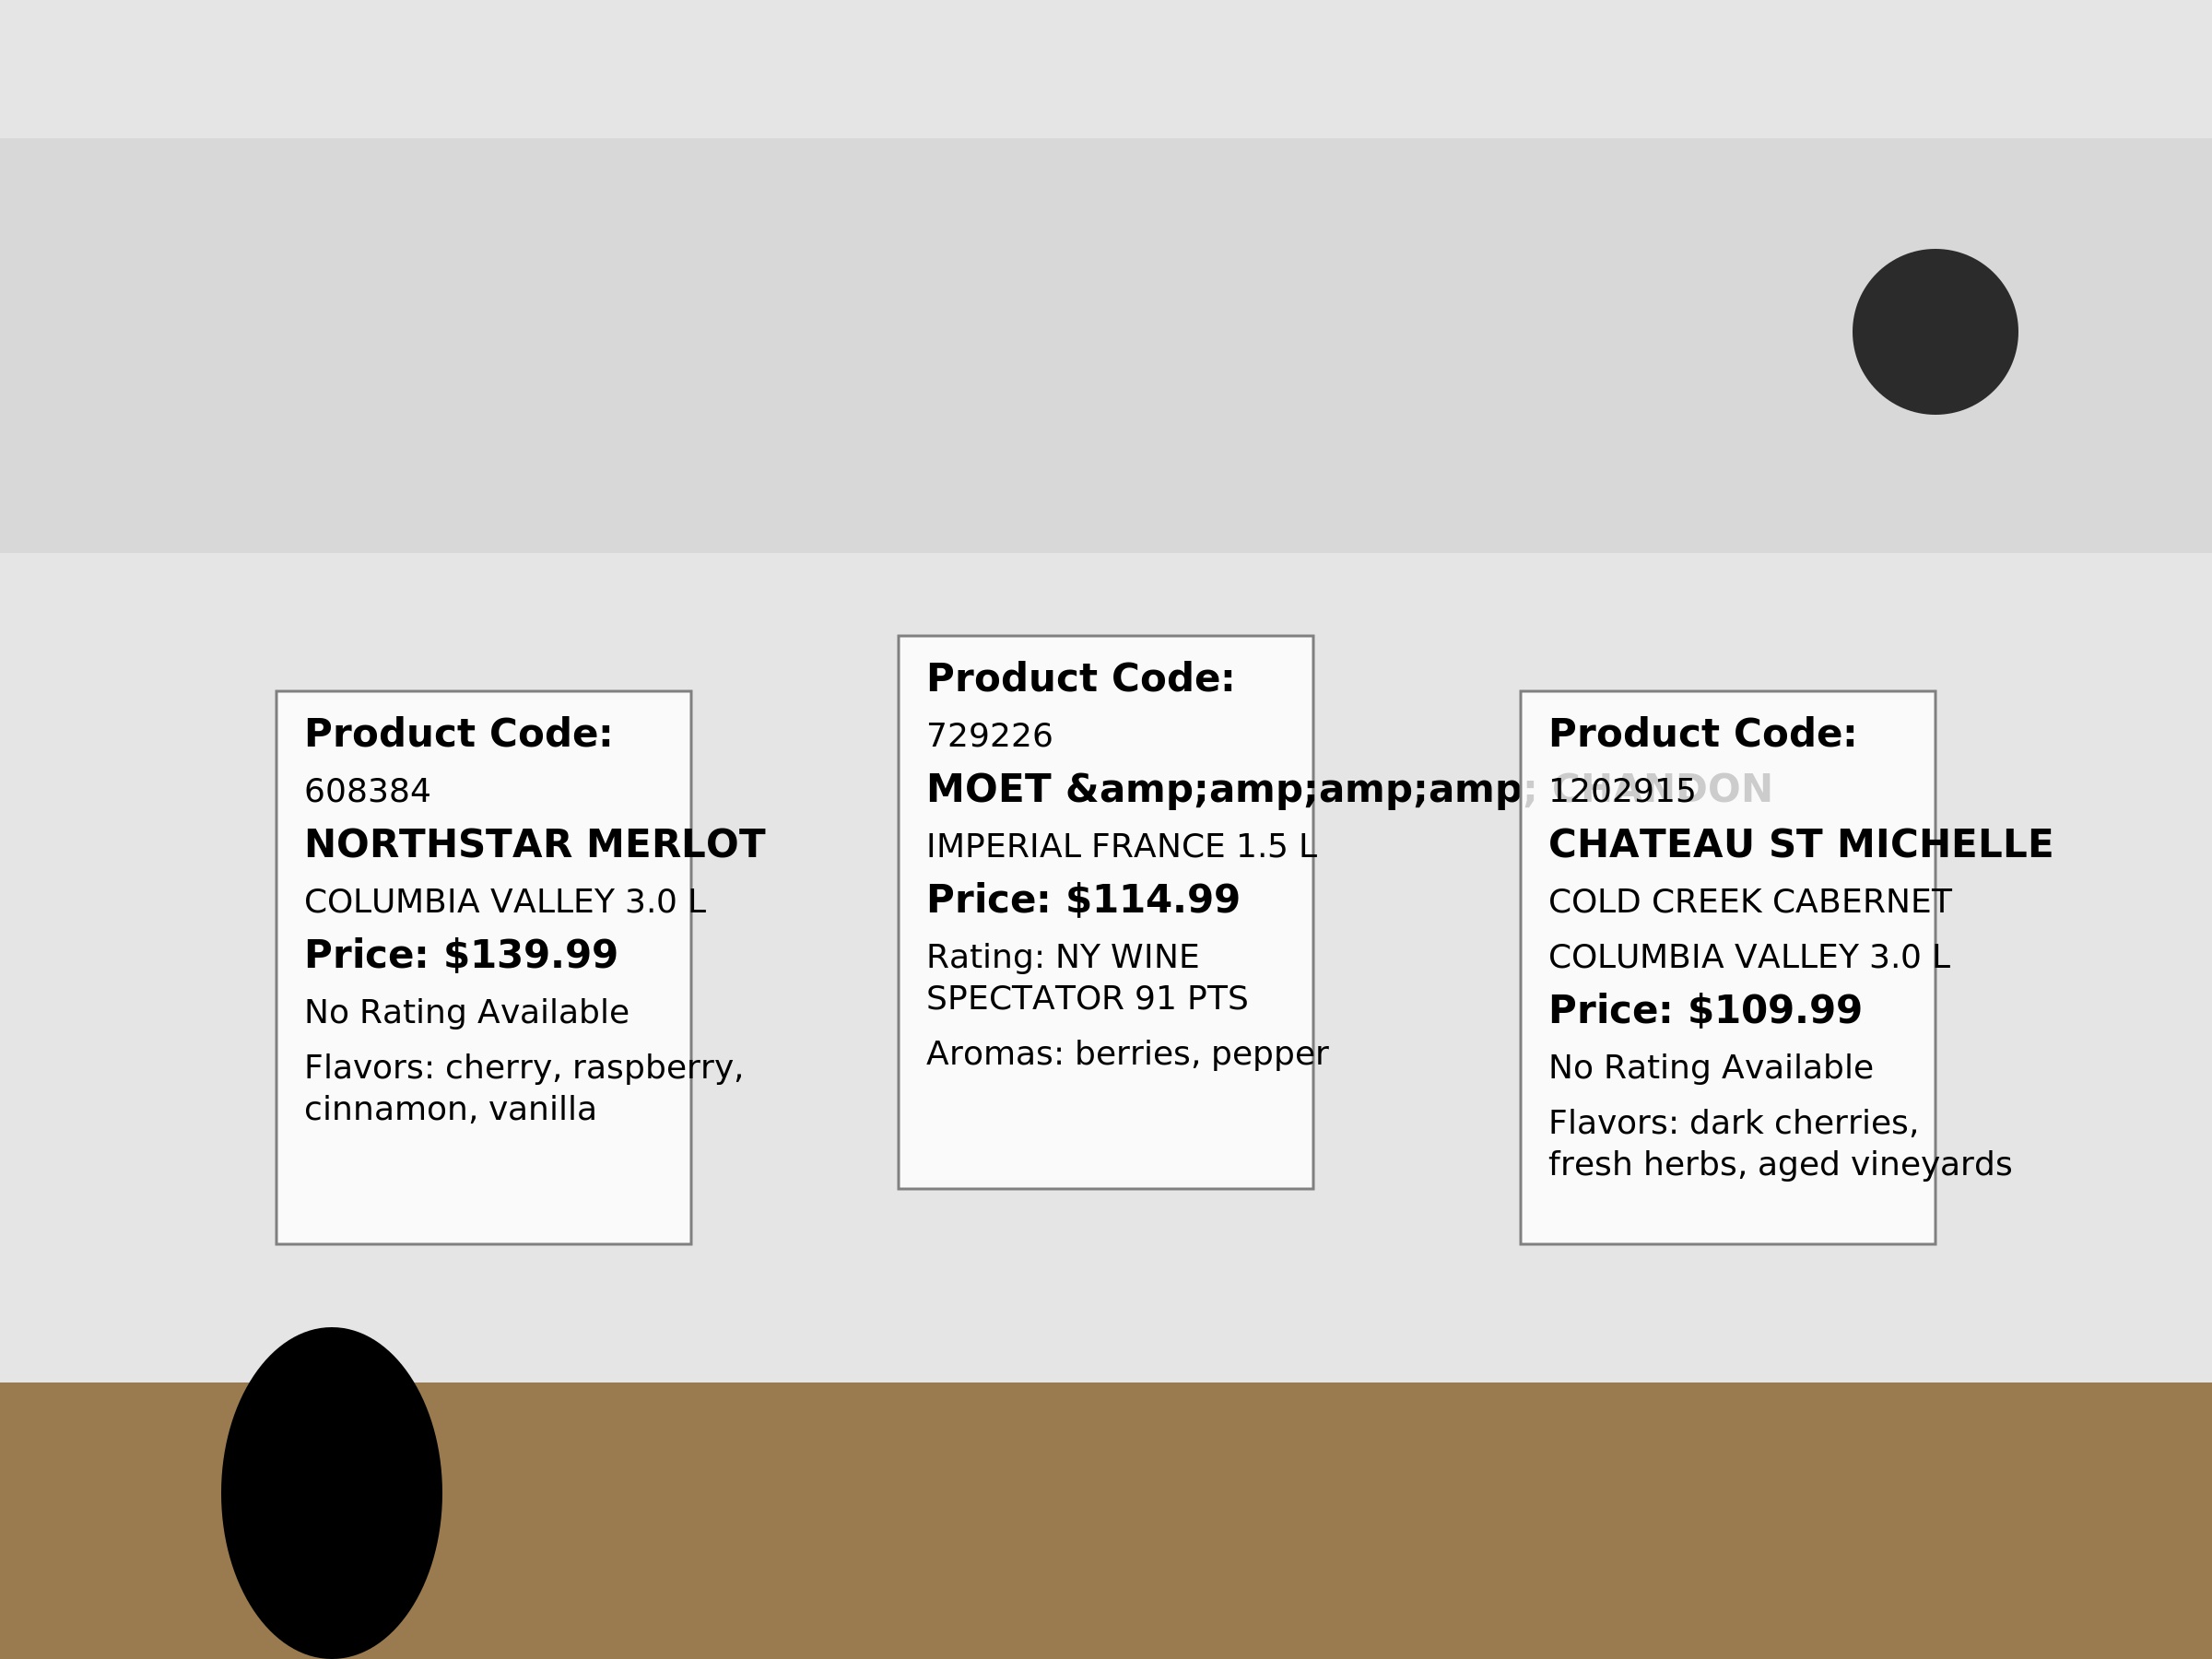 Product Code:
608384
NORTHSTAR MERLOT
COLUMBIA VALLEY 3.0 L
Price: $139.99
No Rating Available
Flavors: cherry, raspberry,
cinnamon, vanilla
Product Code:
729226
MOET &amp;amp;amp;amp; CHANDON
IMPERIAL FRANCE 1.5 L
Price: $114.99
Rating: NY WINE
SPECTATOR 91 PTS
Aromas: berries, pepper
Product Code:
1202915
CHATEAU ST MICHELLE
COLD CREEK CABERNET
COLUMBIA VALLEY 3.0 L
Price: $109.99
No Rating Available
Flavors: dark cherries,
fresh herbs, aged vineyards